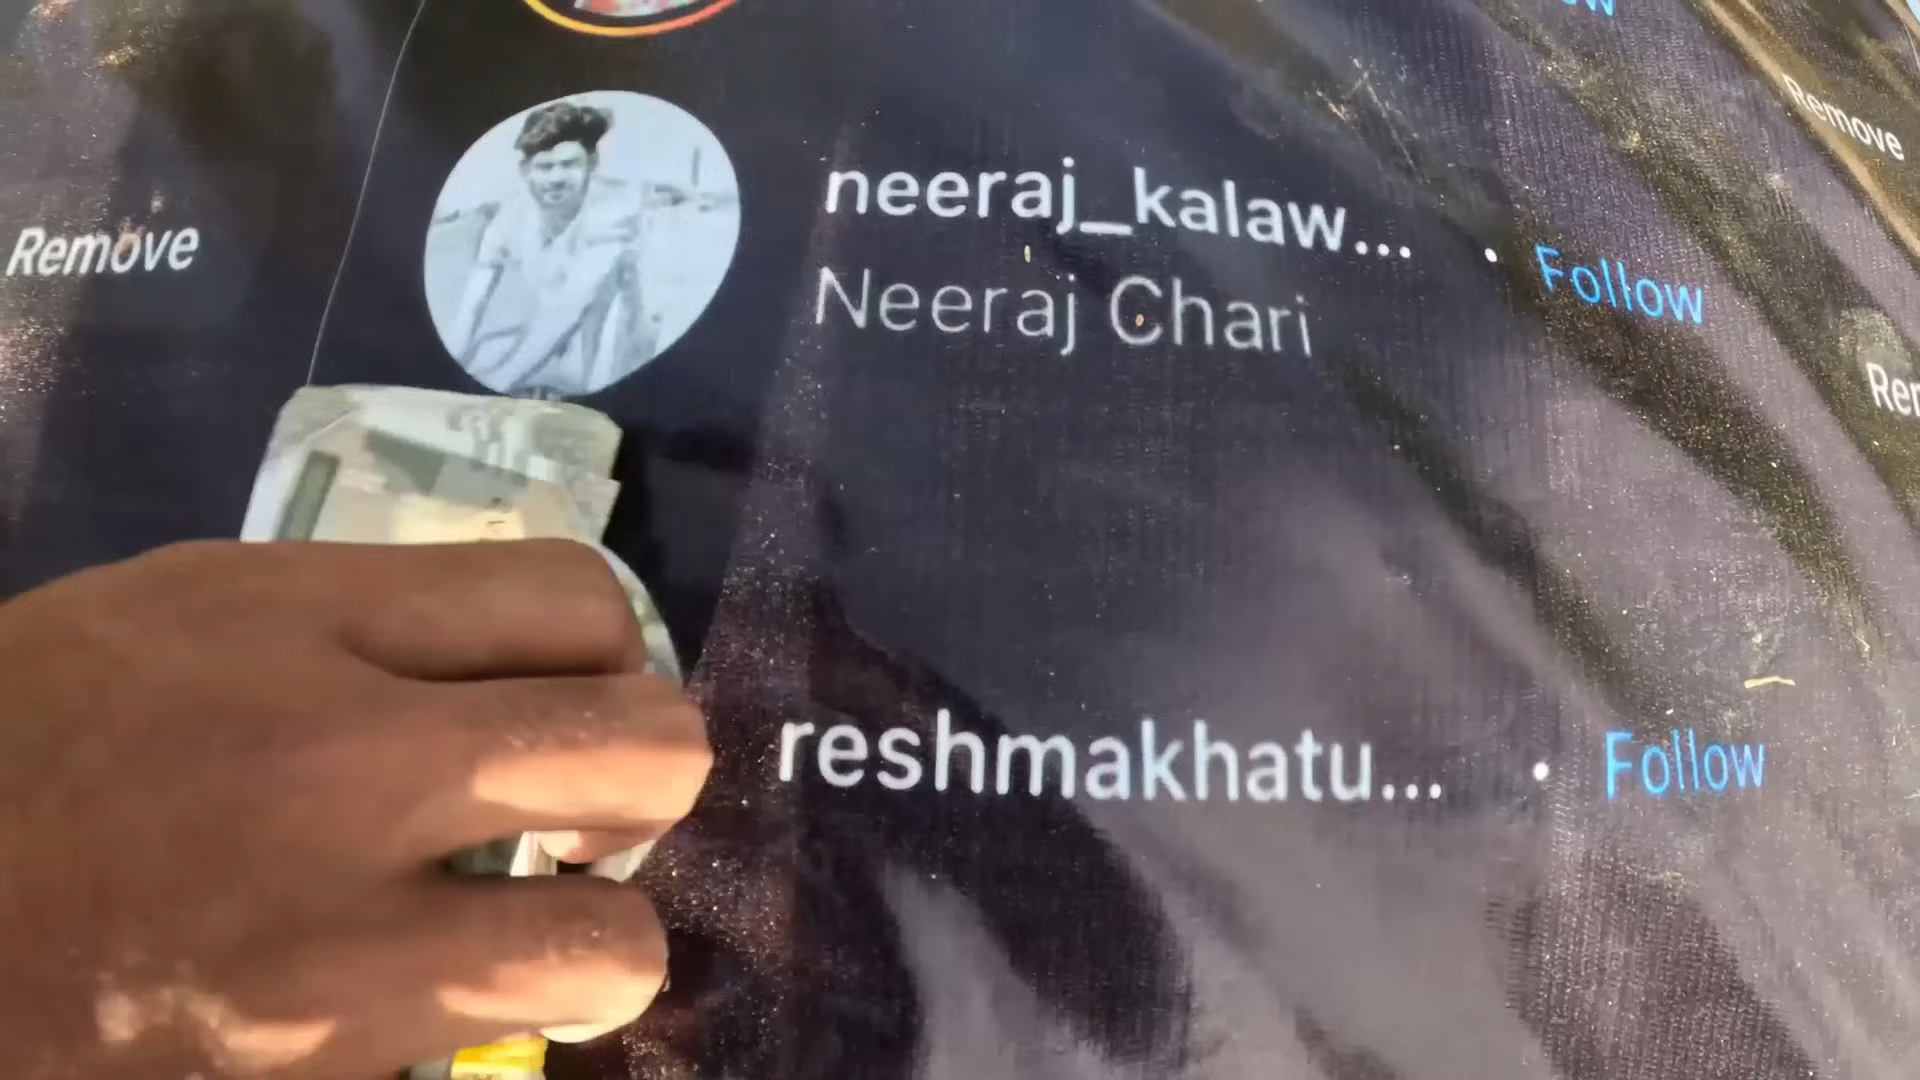 Remove
neeraj_kalaw... • Follow
Neeraj Chari
Remove
reshmakhatu... • Follow